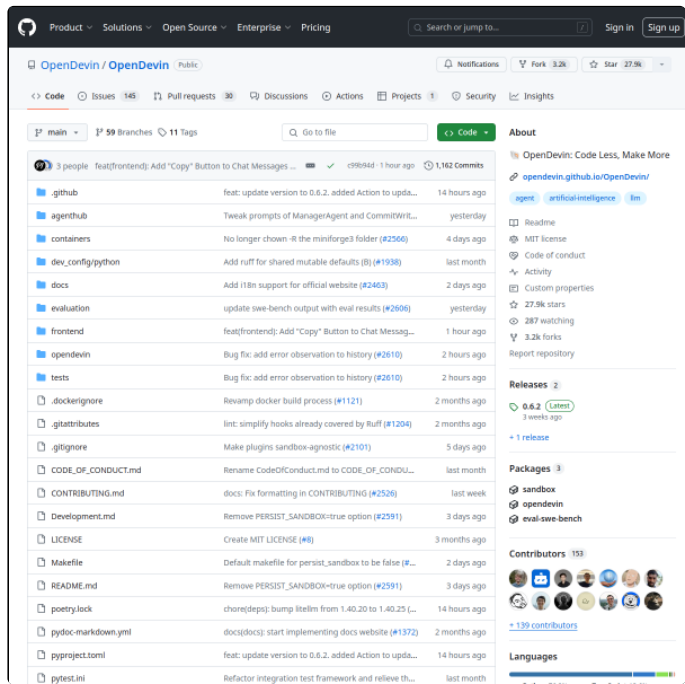 Product Solutions Open Source Enterprise Pricing Search or jump to... / Sign in Sign up
OpenDevin / OpenDevin Public
Notifications Fork 3.2k Star 27.9k
Code Issues 145 Pull requests 30 Discussions Actions Projects 1 Security Insights
main 59 Branches 11 Tags Go to file Code
3 people feat(frontend): Add "Copy" Button to Chat Messages ... c99b94d · 1 hour ago 1,162 Commits
.github feat: update version to 0.6.2. added Action to upda... 14 hours ago
agenthub Tweak prompts of ManagerAgent and CommitWrit... yesterday
containers No longer chown -R the miniforge3 folder (#2566) 4 days ago
dev_config/python Add ruff for shared mutable defaults (B) (#1938) last month
docs Add i18n support for official website (#2463) 2 days ago
evaluation update swe-bench output with eval results (#2606) yesterday
frontend feat(frontend): Add "Copy" Button to Chat Messag... 1 hour ago
opendevin Bug fix: add error observation to history (#2610) 2 hours ago
tests Bug fix: add error observation to history (#2610) 2 hours ago
.dockerignore Revamp docker build process (#1121) 2 months ago
.gitattributes lint: simplify hooks already covered by Ruff (#1204) 2 months ago
.gitignore Make plugins sandbox-agnostic (#2101) 5 days ago
CODE_OF_CONDUCT.md Rename CodeOfConduct.md to CODE_OF_CONDU... last month
CONTRIBUTING.md docs: Fix formatting in CONTRIBUTING (#2526) last week
Development.md Remove PERSIST_SANDBOX=true option (#2591) 3 days ago
LICENSE Create MIT LICENSE (#8) 3 months ago
Makefile Default makefile for persist_sandbox to be false (#... 2 days ago
README.md Remove PERSIST_SANDBOX=true option (#2591) 3 days ago
poetry.lock chore(deps): bump litellm from 1.40.20 to 1.40.25 (... 14 hours ago
pydoc-markdown.yml docs(docs): start implementing docs website (#1372) 2 months ago
pyproject.toml feat: update version to 0.6.2. added Action to upda... 14 hours ago
pytest.ini Refactor integration test framework and relieve th... last month
About
OpenDevin: Code Less, Make More
opendevin.github.io/OpenDevin/
agent artificial-intelligence llm
Readme
MIT license
Code of conduct
Activity
Custom properties
27.9k stars
287 watching
3.2k forks
Report repository
Releases 2
0.6.2 Latest
3 weeks ago
+ 1 release
Packages 3
sandbox
opendevin
eval-swe-bench
Contributors 153
+ 139 contributors
Languages